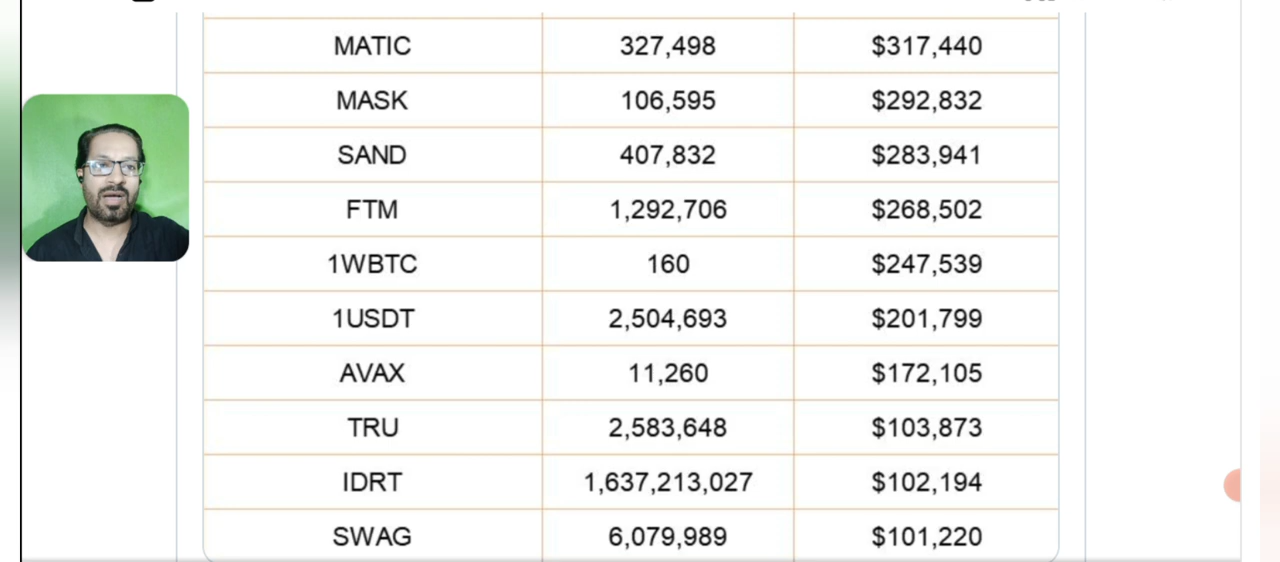 MATIC 327,498 $317,440
MASK 106,595 $292,832
SAND 407,832 $283,941
FTM 1,292,706 $268,502
1WBTC 160 $247,539
1USDT 2,504,693 $201,799
AVAX 11,260 $172,105
TRU 2,583,648 $103,873
IDRT 1,637,213,027 $102,194
SWAG 6,079,989 $101,220